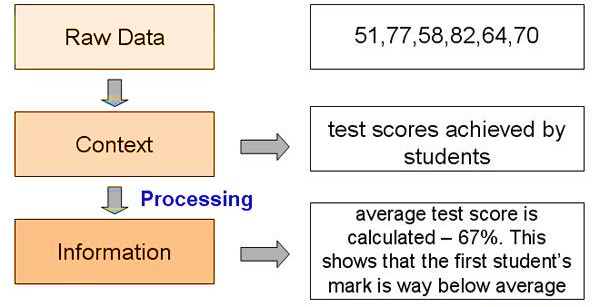 Raw Data
51,77,58,82,64,70
Context
test scores achieved by
students
Processing
Information
average test score is
calculated – 67%. This
shows that the first student's
mark is way below average